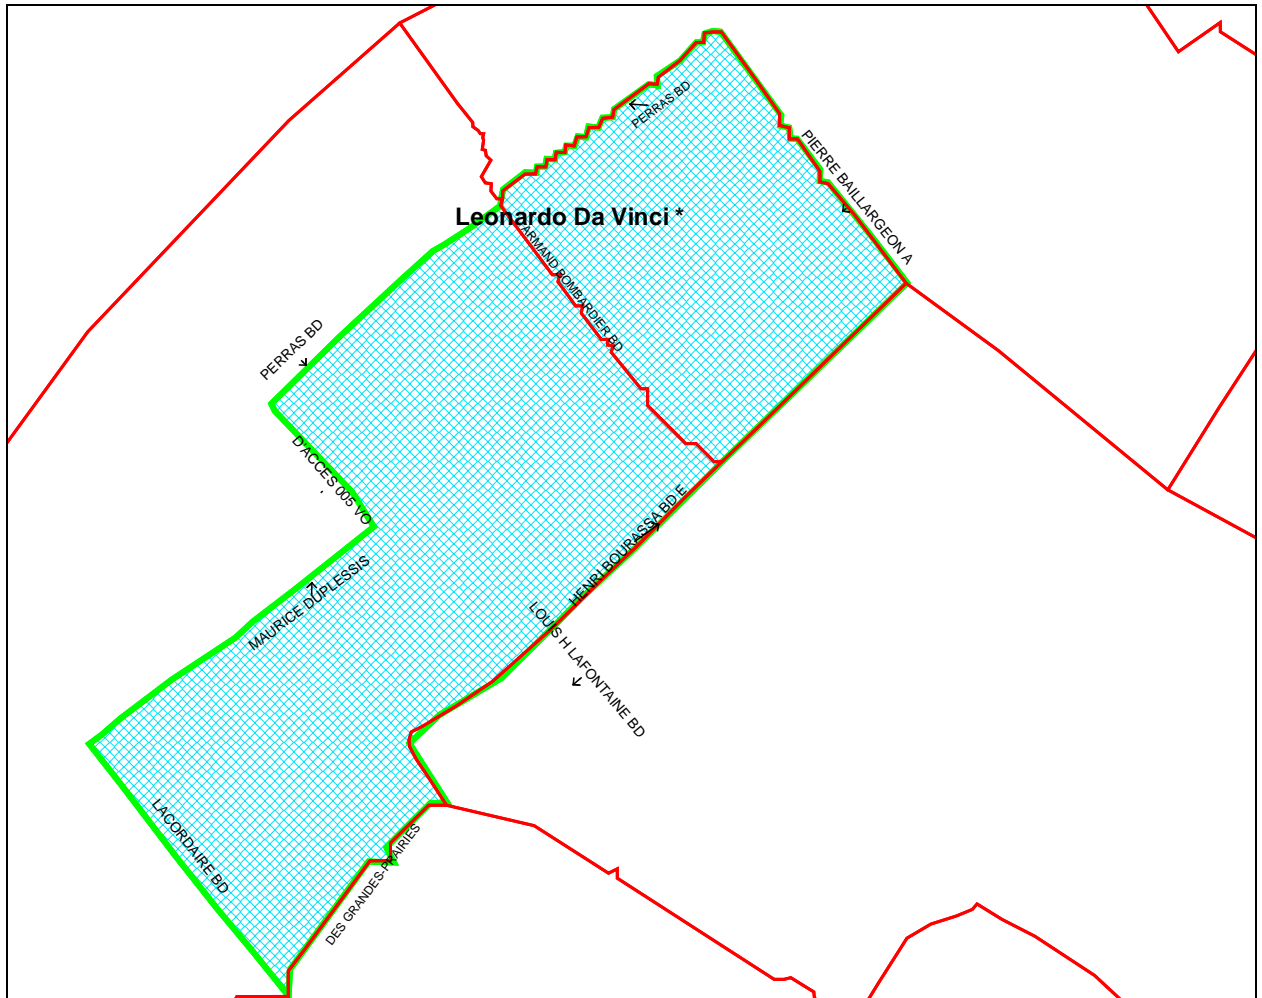 PERRAS BD
PIERRE BAILLARGEON A
Leonardo Da Vinci *
ARMAND BOMBARDIER BD
PERRAS BD
D'ACCES 005 VO
HENRI BOURASSA BD E
MAURICE DUPLESSIS
LOUIS H LAFONTAINE BD
LACORDAIRE BD
DES GRANDES-PRAIRIES